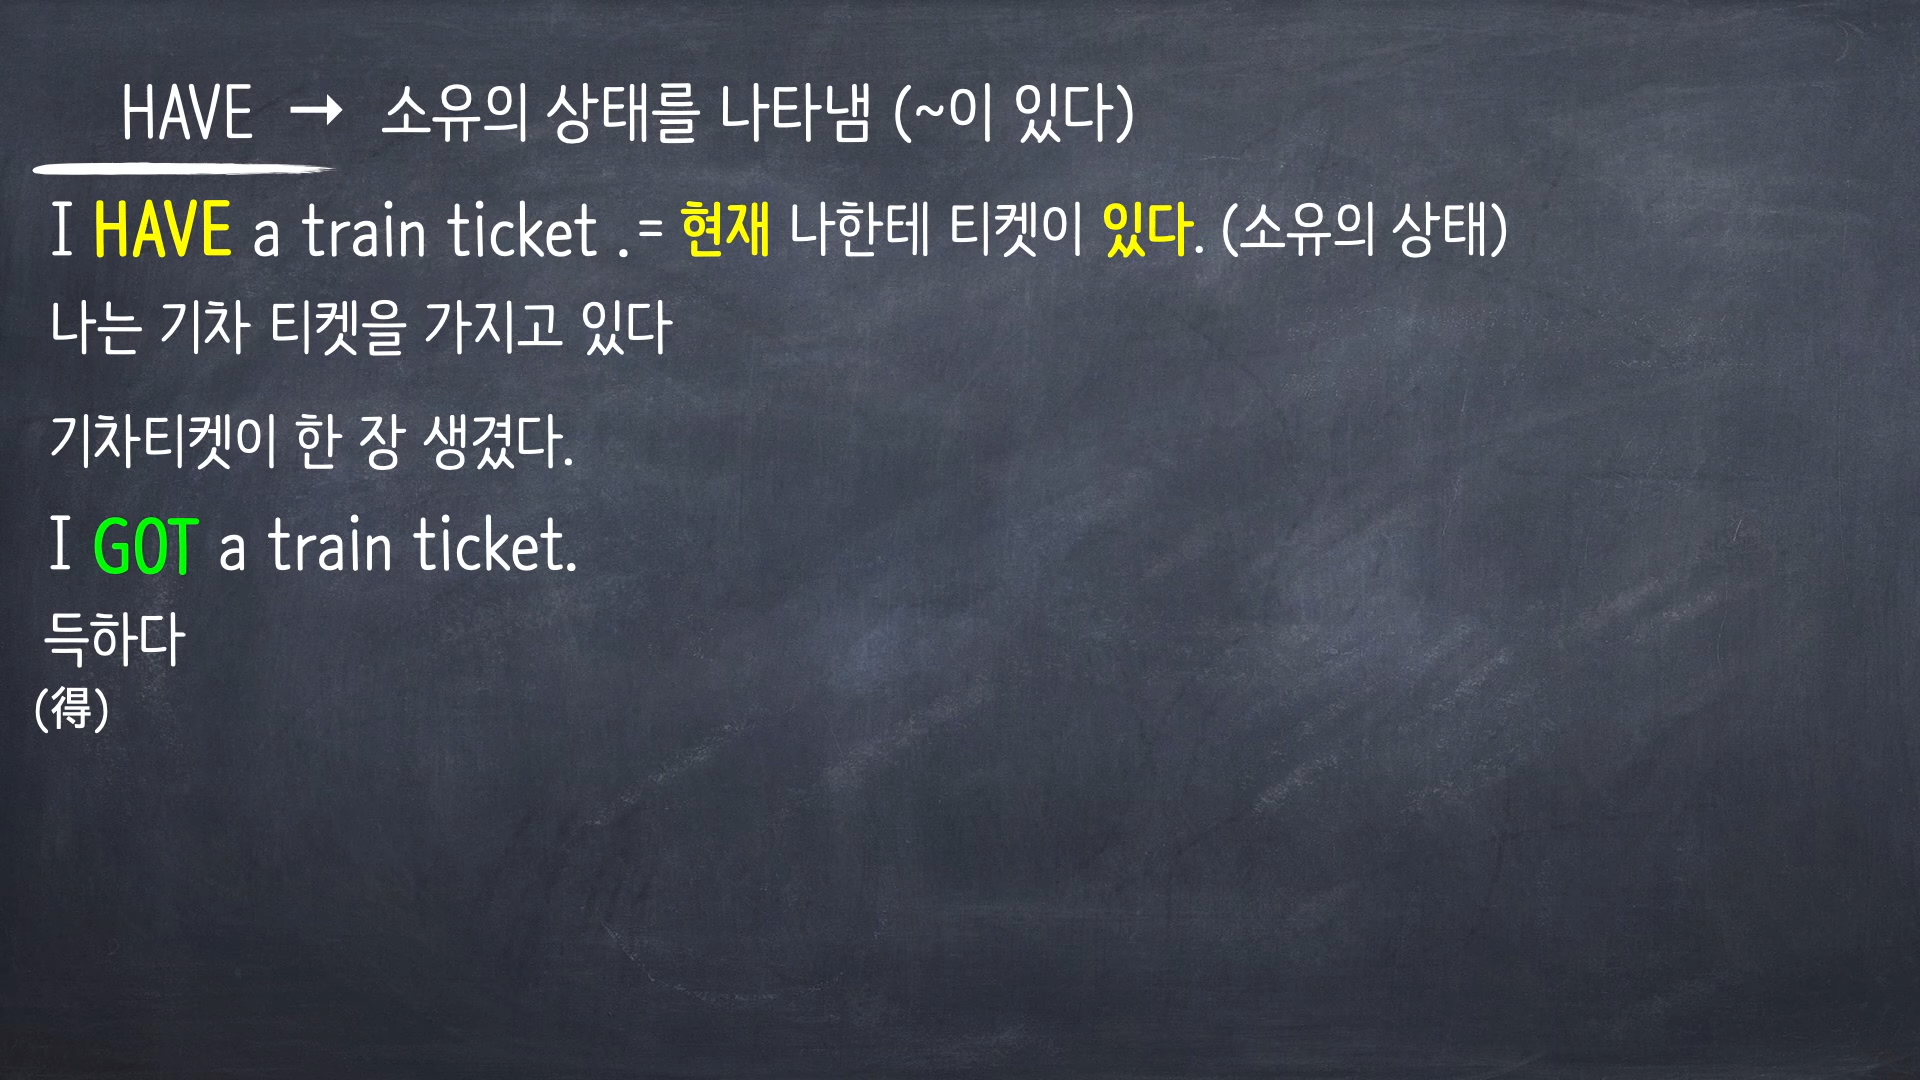 HAVE → 소유의 상태를 나타냄 (~이 있다)
I HAVE a train ticket . = 현재 나한테 티켓이 있다. (소유의 상태)
나는 기차 티켓을 가지고 있다
기차티켓이 한 장 생겼다.
I GOT a train ticket.
득하다
(得)